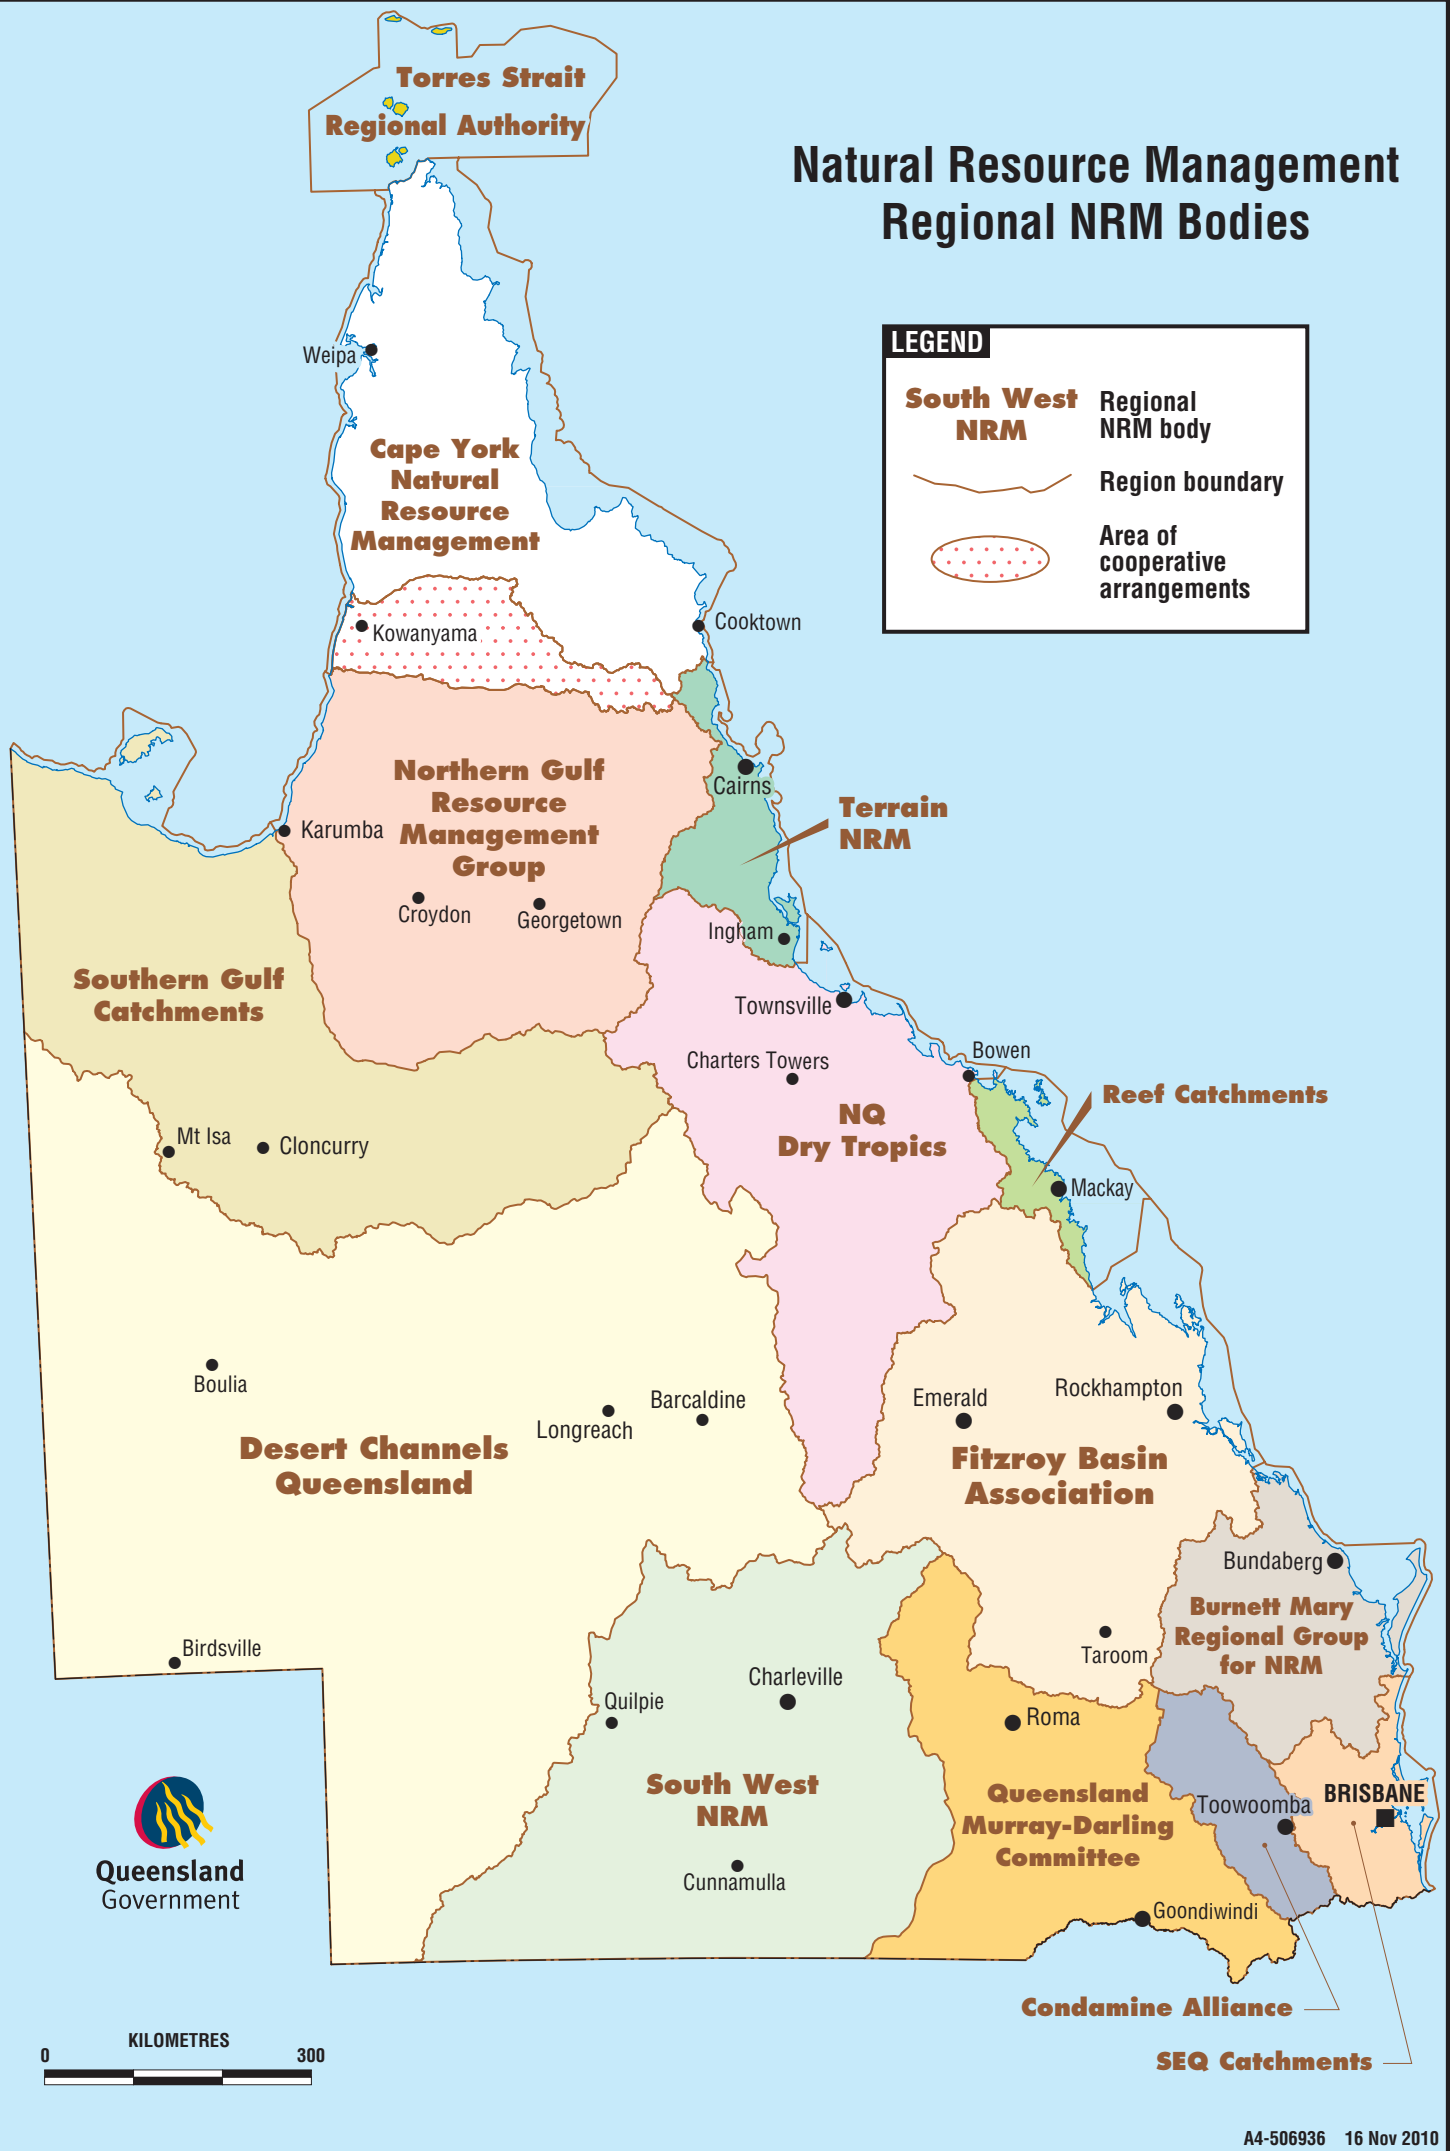 Torres Strait
Regional Authority
Natural Resource Management
Regional NRM Bodies
LEGEND
South West
NRM
Regional
NRM body
Region boundary
Area of
cooperative
arrangements
Weipa
Cape York
Natural
Resource
Management
Kowanyama
Cooktown
Northern Gulf
Resource
Management
Group
Cairns
Terrain
NRM
Karumba
Croydon
Georgetown
Ingham
Southern Gulf
Catchments
Townsville
Charters Towers
Bowen
NQ
Dry Tropics
Reef Catchments
Mt Isa
Cloncurry
Mackay
Boulia
Longreach
Barcaldine
Emerald
Rockhampton
Desert Channels
Queensland
Fitzroy Basin
Association
Bundaberg
Burnett Mary
Regional Group
for NRM
Birdsville
Taroom
Charleville
Quilpie
Roma
South West
NRM
Queensland
Murray-Darling
Committee
Toowoomba
BRISBANE
Cunnamulla
Goondiwindi
Queensland
Government
Condamine Alliance
SEQ Catchments
KILOMETRES
0 300
A4-506936 16 Nov 2010